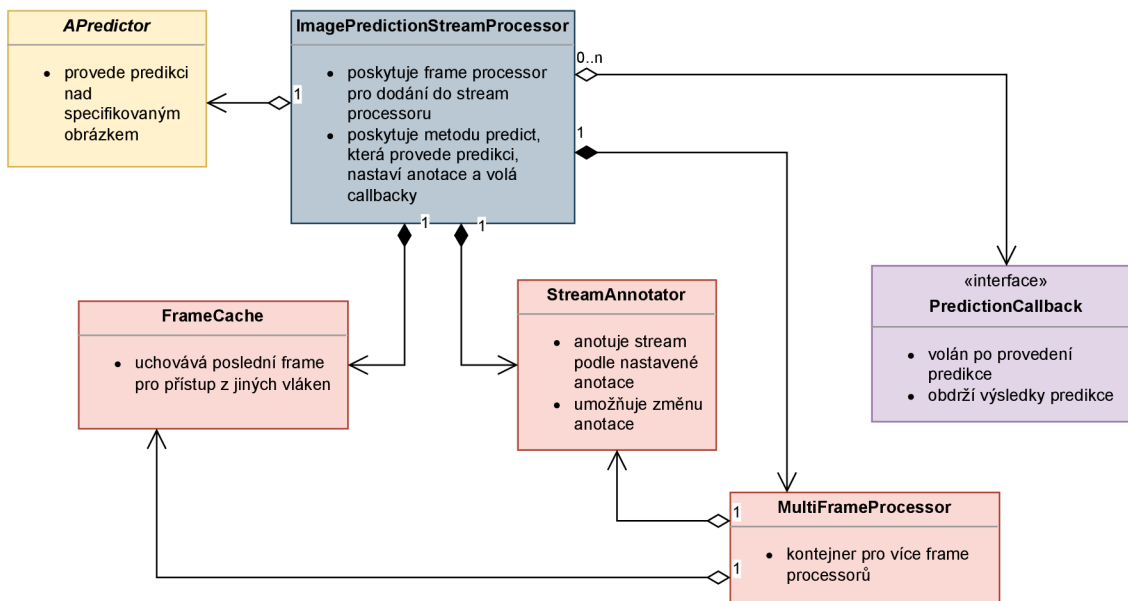 APredictor
• provede predikci
nad
specifikovaným
obrázkem
1
ImagePredictionStreamProcessor
• poskytuje frame processor
pro dodání do stream
processoru
• poskytuje metodu predict,
která provede predikci,
nastaví anotace a volá
callbacky
0..n
1
1
1
FrameCache
• uchovává poslední frame
pro přístup z jiných vláken
StreamAnnotator
• anotuje stream
podle nastavené
anotace
• umožňuje změnu
anotace
«interface»
PredictionCallback
• volán po provedení
predikce
• obdrží výsledky predikce
MultiFrameProcessor
1
• kontejner pro více frame
processorů
1